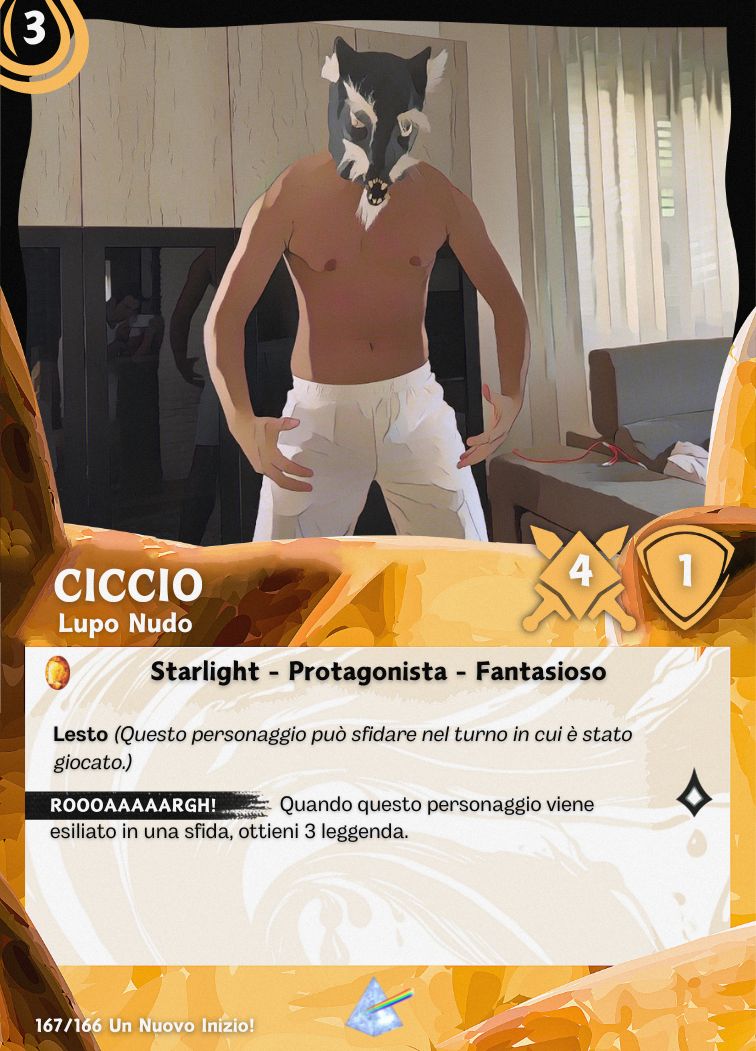 3
4
1
CICCIO
Lupo Nudo
Starlight - Protagonista - Fantasioso
Lesto (Questo personaggio può sfidare nel turno in cui è stato
giocato.)
ROOOAAAAARGH! Quando questo personaggio viene
esiliato in una sfida, ottieni 3 leggenda.
167/166 Un Nuovo Inizio!